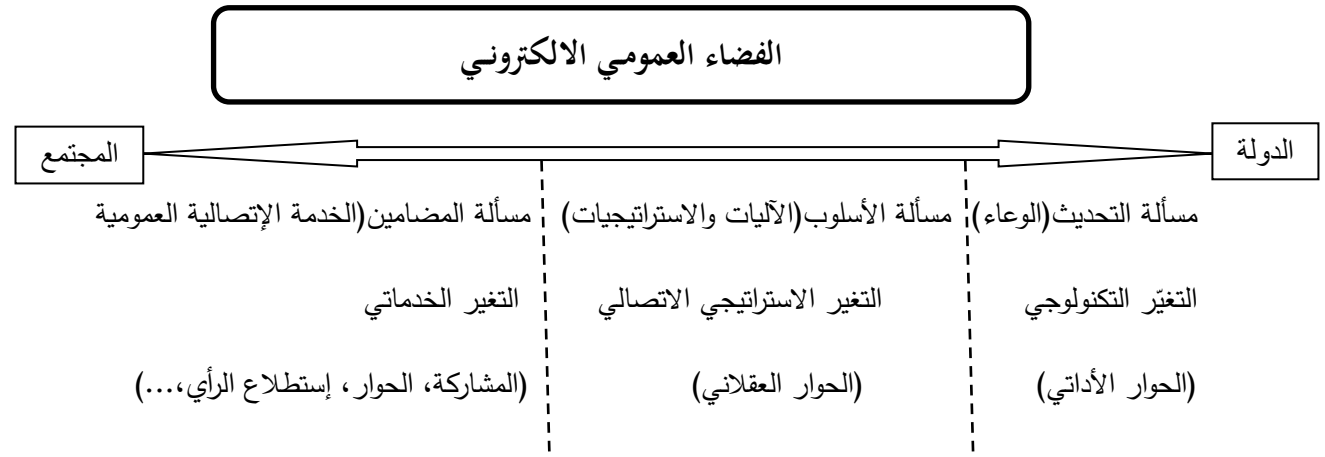 الفضاء العمومي الالكتروني
الدولة
المجتمع
مسألة التحديث(الوعاء)
مسألة الأسلوب(الآليات والاستراتيجيات)
مسألة المضامين(الخدمة الإتصالية العمومية
التغيّر التكنولوجي
التغير الاستراتيجي الاتصالي
التغير الخدماتي
(الحوار الأداتي)
(الحوار العقلاني)
(المشاركة، الحوار، إستطلاع الرأي،...)